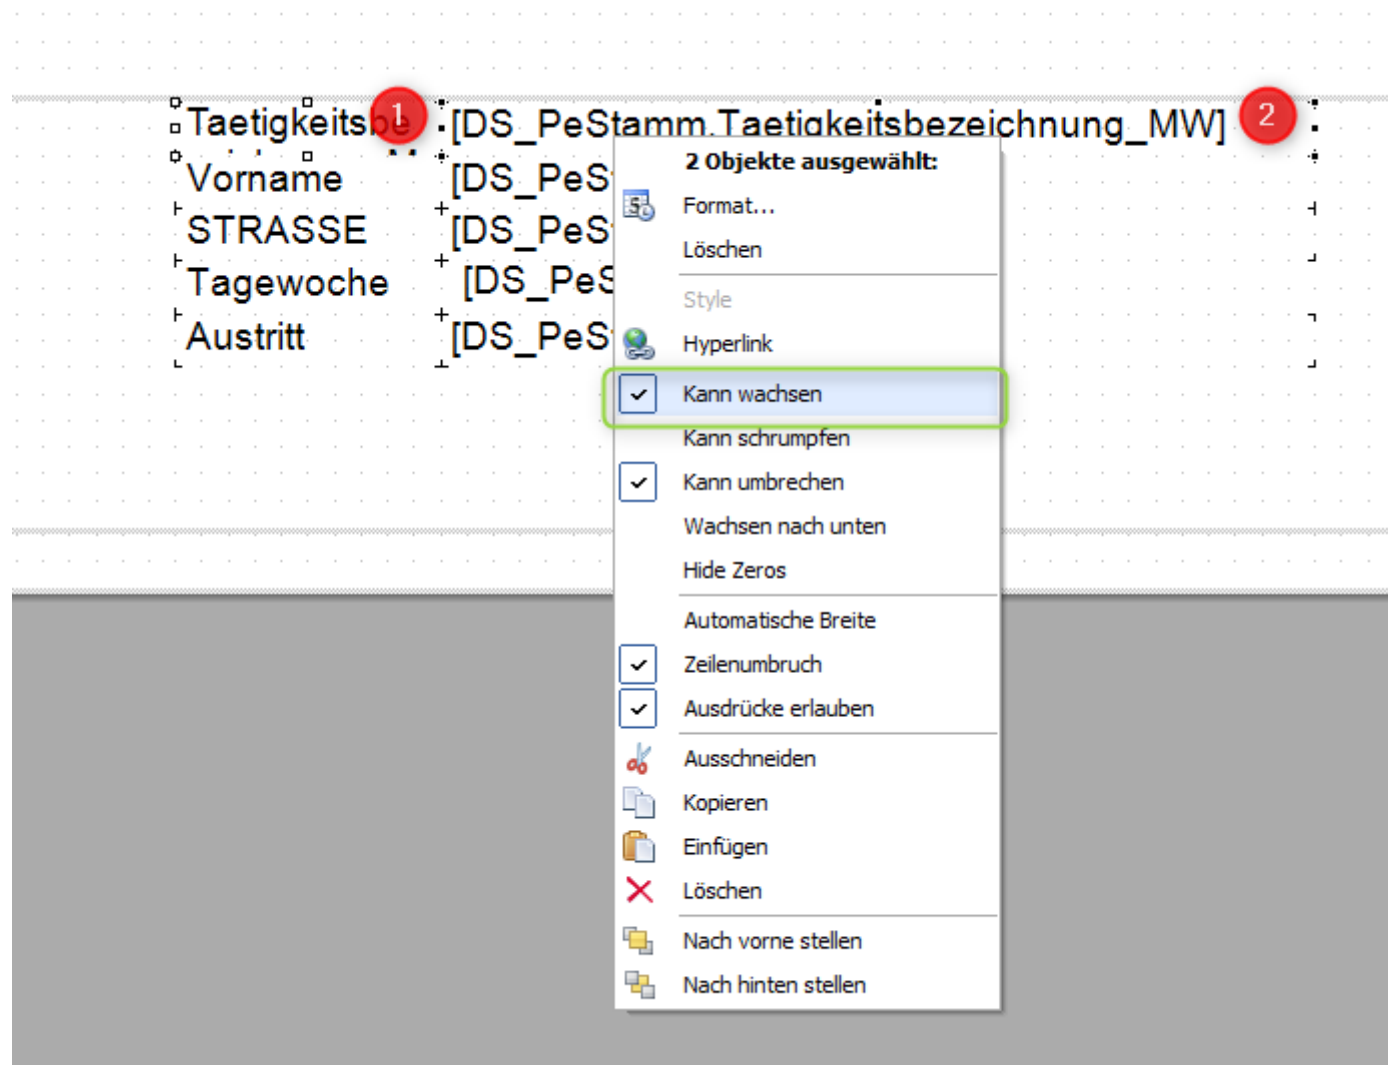 Taetigkeitsbe 1 [DS_PeStamm.Taetigkeitsbezeichnung_MW] 2
Vorname [DS_PeS
STRASSE [DS_PeS
Tagewoche [DS_PeS
Austritt [DS_PeS
2 Objekte ausgewählt:
Format...
Löschen
Style
Hyperlink
Kann wachsen
Kann schrumpfen
Kann umbrechen
Wachsen nach unten
Hide Zeros
Automatische Breite
Zeilenumbruch
Ausdrücke erlauben
Ausschneiden
Kopieren
Einfügen
Löschen
Nach vorne stellen
Nach hinten stellen